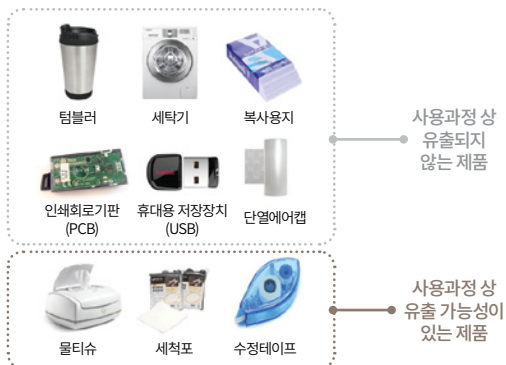 텀블러
세탁기
복사용지
인쇄회로기판
(PCB)
휴대용 저장장치
(USB)
단열에어캡
사용과정 상
유출되지
않는 제품
물티슈
세척포
수정테이프
사용과정 상
유출 가능성이
있는 제품